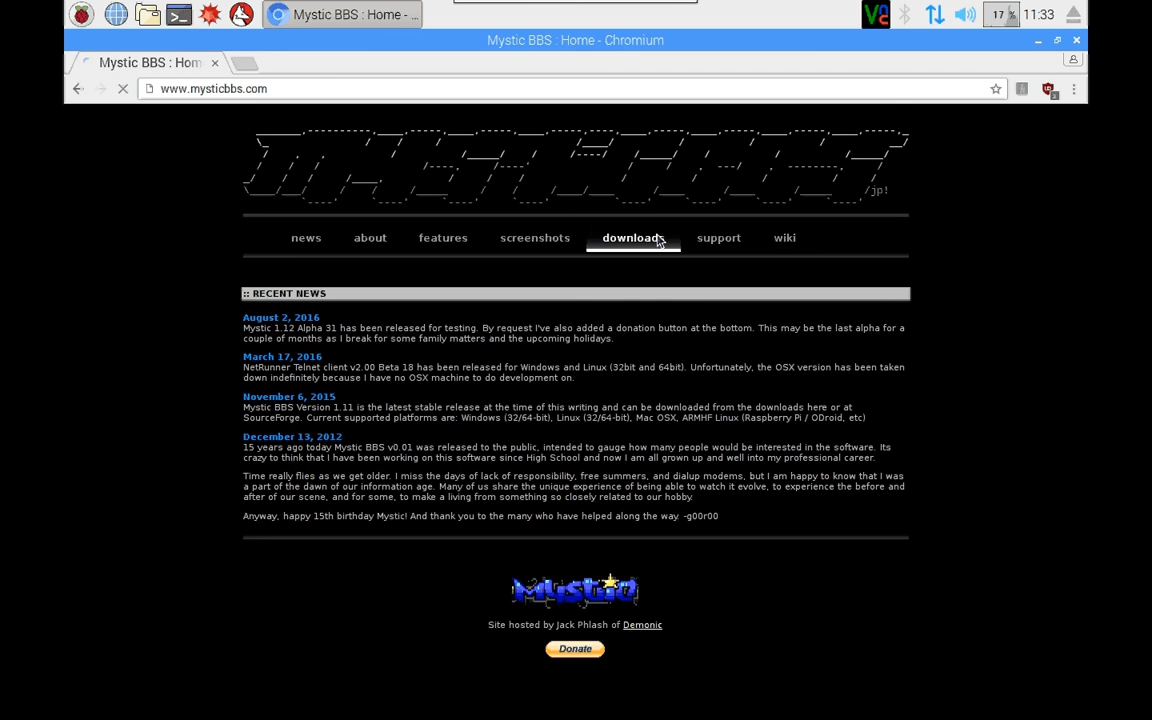 Mystic BBS : Home - ...
17 %
11:33
Mystic BBS : Home - Chromium
Mystic BBS : Hom
www.mysticbbs.com
/jp!
news about features screenshots downloads support wiki
:: RECENT NEWS
August 2, 2016
Mystic 1.12 Alpha 31 has been released for testing. By request I've also added a donation button at the bottom. This may be the last alpha for a
couple of months as I break for some family matters and the upcoming holidays.
March 17, 2016
NetRunner Telnet client v2.00 Beta 18 has been released for Windows and Linux (32bit and 64bit). Unfortunately, the OSX version has been taken
down indefinitely because I have no OSX machine to do development on.
November 6, 2015
Mystic BBS Version 1.11 is the latest stable release at the time of this writing and can be downloaded from the downloads here or at
SourceForge. Current supported platforms are: Windows (32/64-bit), Linux (32/64-bit), Mac OSX, ARMHF Linux (Raspberry Pi / ODroid, etc)
December 13, 2012
15 years ago today Mystic BBS v0.01 was released to the public, intended to gauge how many people would be interested in the software. Its
crazy to think that I have been working on this software since High School and now I am all grown up and well into my professional career.
Time really flies as we get older. I miss the days of lack of responsibility, free summers, and dialup modems, but I am happy to know that I was
a part of the dawn of our information age. Many of us share the unique experience of being able to watch it evolve, to experience the before and
after of our scene, and for some, to make a living from something so closely related to our hobby.
Anyway, happy 15th birthday Mystic! And thank you to the many who have helped along the way. -g00r00
Mystic
Site hosted by Jack Phlash of Demonic
Donate